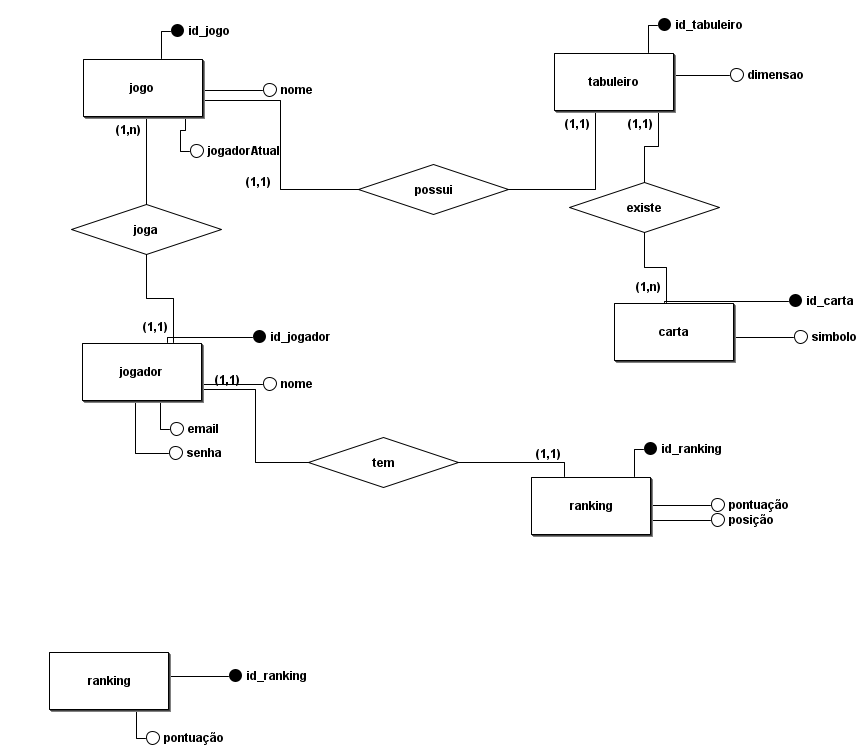 id_jogo
id_tabuleiro
jogo
nome
tabuleiro
dimensao
(1,n)
(1,1)
(1,1)
jogadorAtual
(1,1)
possui
existe
joga
(1,n)
id_carta
(1,1)
id_jogador
carta
simbolo
jogador
(1,1)
nome
email
senha
tem
(1,1)
id_ranking
ranking
pontuação
posição
ranking
id_ranking
pontuação